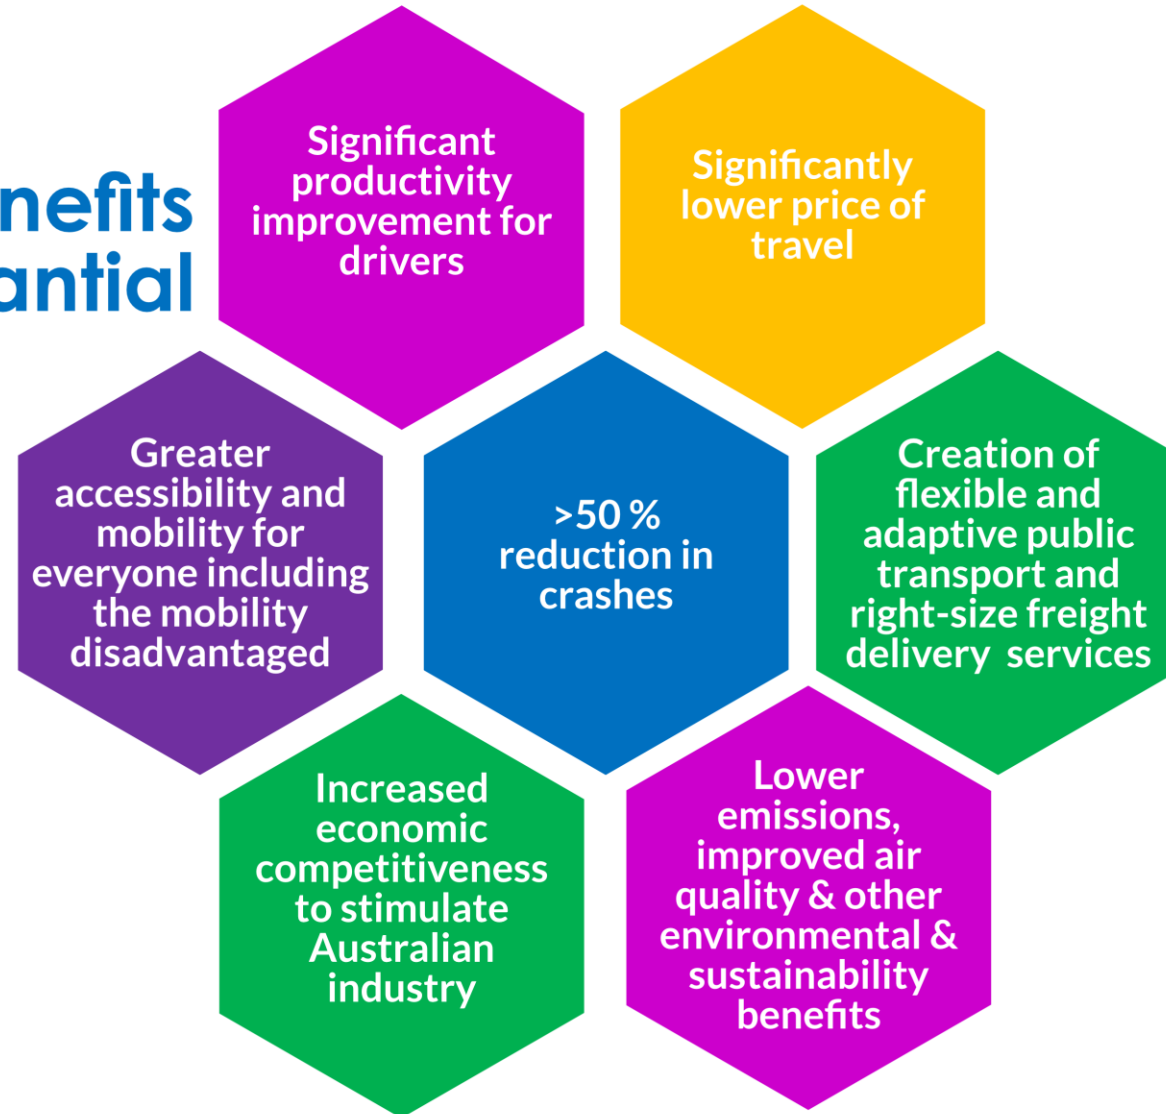 nefits
antial
Significant
productivity
improvement for
drivers
Significantly
lower price of
travel
Greater
accessibility and
mobility for
everyone including
the mobility
disadvantaged
>50 %
reduction in
crashes
Creation of
flexible and
adaptive public
transport and
right-size freight
delivery  services
Increased
economic
competitiveness
to stimulate
Australian
industry
Lower
emissions,
improved air
quality & other
environmental &
sustainability
benefits